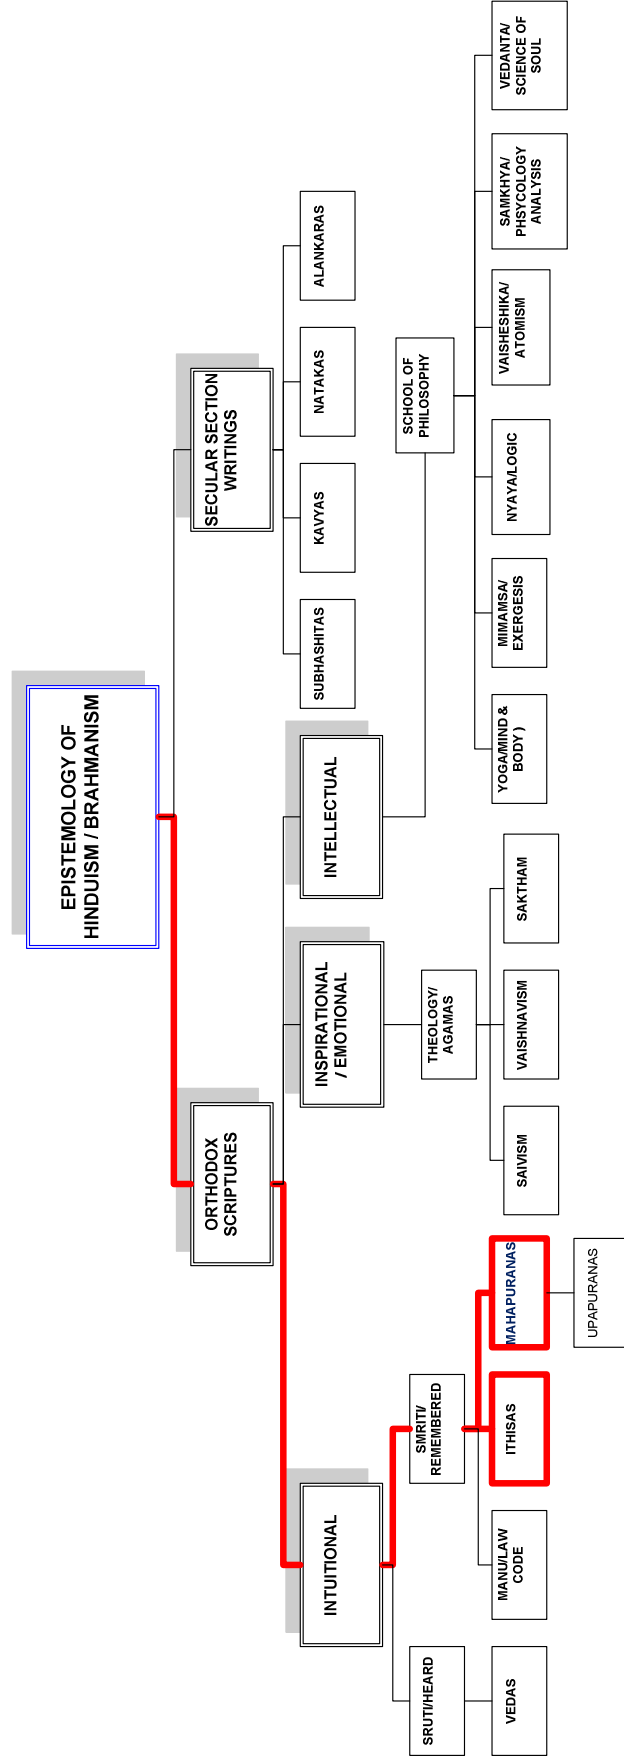 EPISTEMOLOGY OF
HINDUISM / BRAHMANISM
ORTHODOX
SCRIPTURES
SECULAR SECTION
WRITINGS
INTUITIONAL
INSPIRATIONAL
/ EMOTIONAL
INTELLECTUAL
SUBHASHITAS
KAVYAS
NATAKAS
ALANKARAS
SRUTI/HEARD
SMRITI/
REMEMBERED
THEOLOGY/
AGAMAS
SCHOOL OF
PHILOSOPHY
VEDAS
MANU/LAW
CODE
ITHISAS
MAHAPURANAS
SAIVISM
VAISHNAVISM
SAKTHAM
YOGA/MIND &
BODY )
MIMAMSA/
EXERGESIS
NYAYA/LOGIC
VAISHESHIKA/
ATOMISM
SAMKHYA/
PHSYCOLOGY
ANALYSIS
VEDANTA/
SCIENCE OF
SOUL
UPAPURANAS